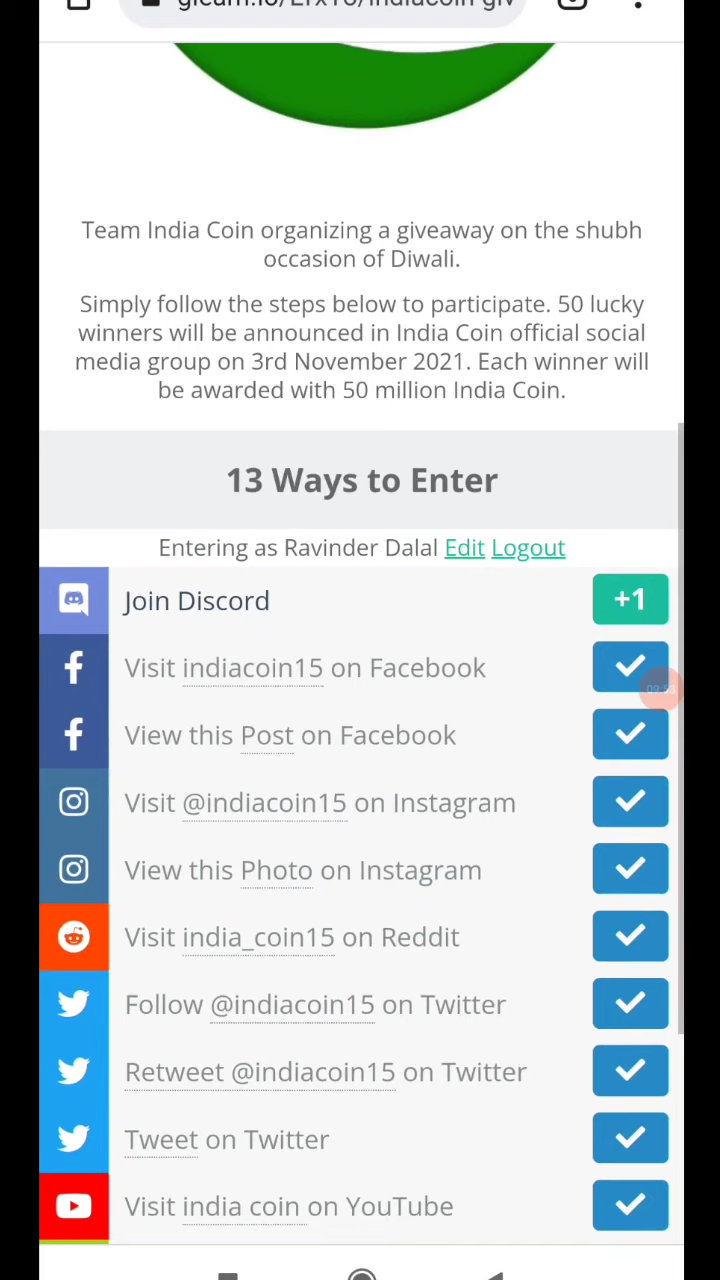 Team India Coin organizing a giveaway on the shubh
occasion of Diwali.
Simply follow the steps below to participate. 50 lucky
winners will be announced in India Coin official social
media group on 3rd November 2021. Each winner will
be awarded with 50 million India Coin.
13 Ways to Enter
Entering as Ravinder Dalal Edit Logout
Join Discord +1
Visit indiacoin15 on Facebook
View this Post on Facebook
Visit @indiacoin15 on Instagram
View this Photo on Instagram
Visit india_coin15 on Reddit
Follow @indiacoin15 on Twitter
Retweet @indiacoin15 on Twitter
Tweet on Twitter
Visit india coin on YouTube